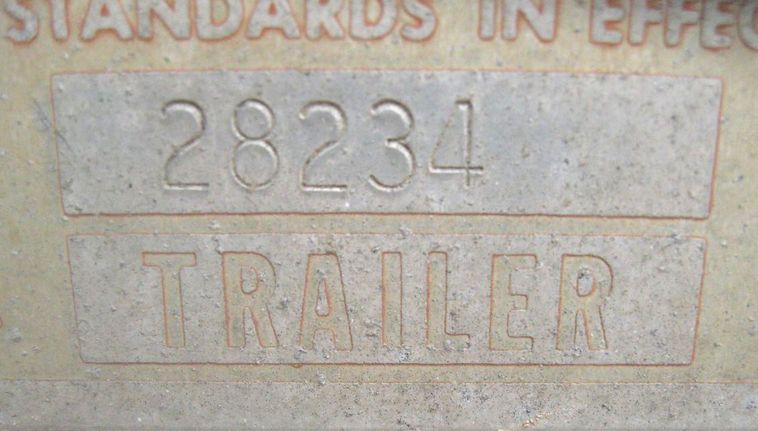 STANDARDS IN EFFEC
28234
TRAILER